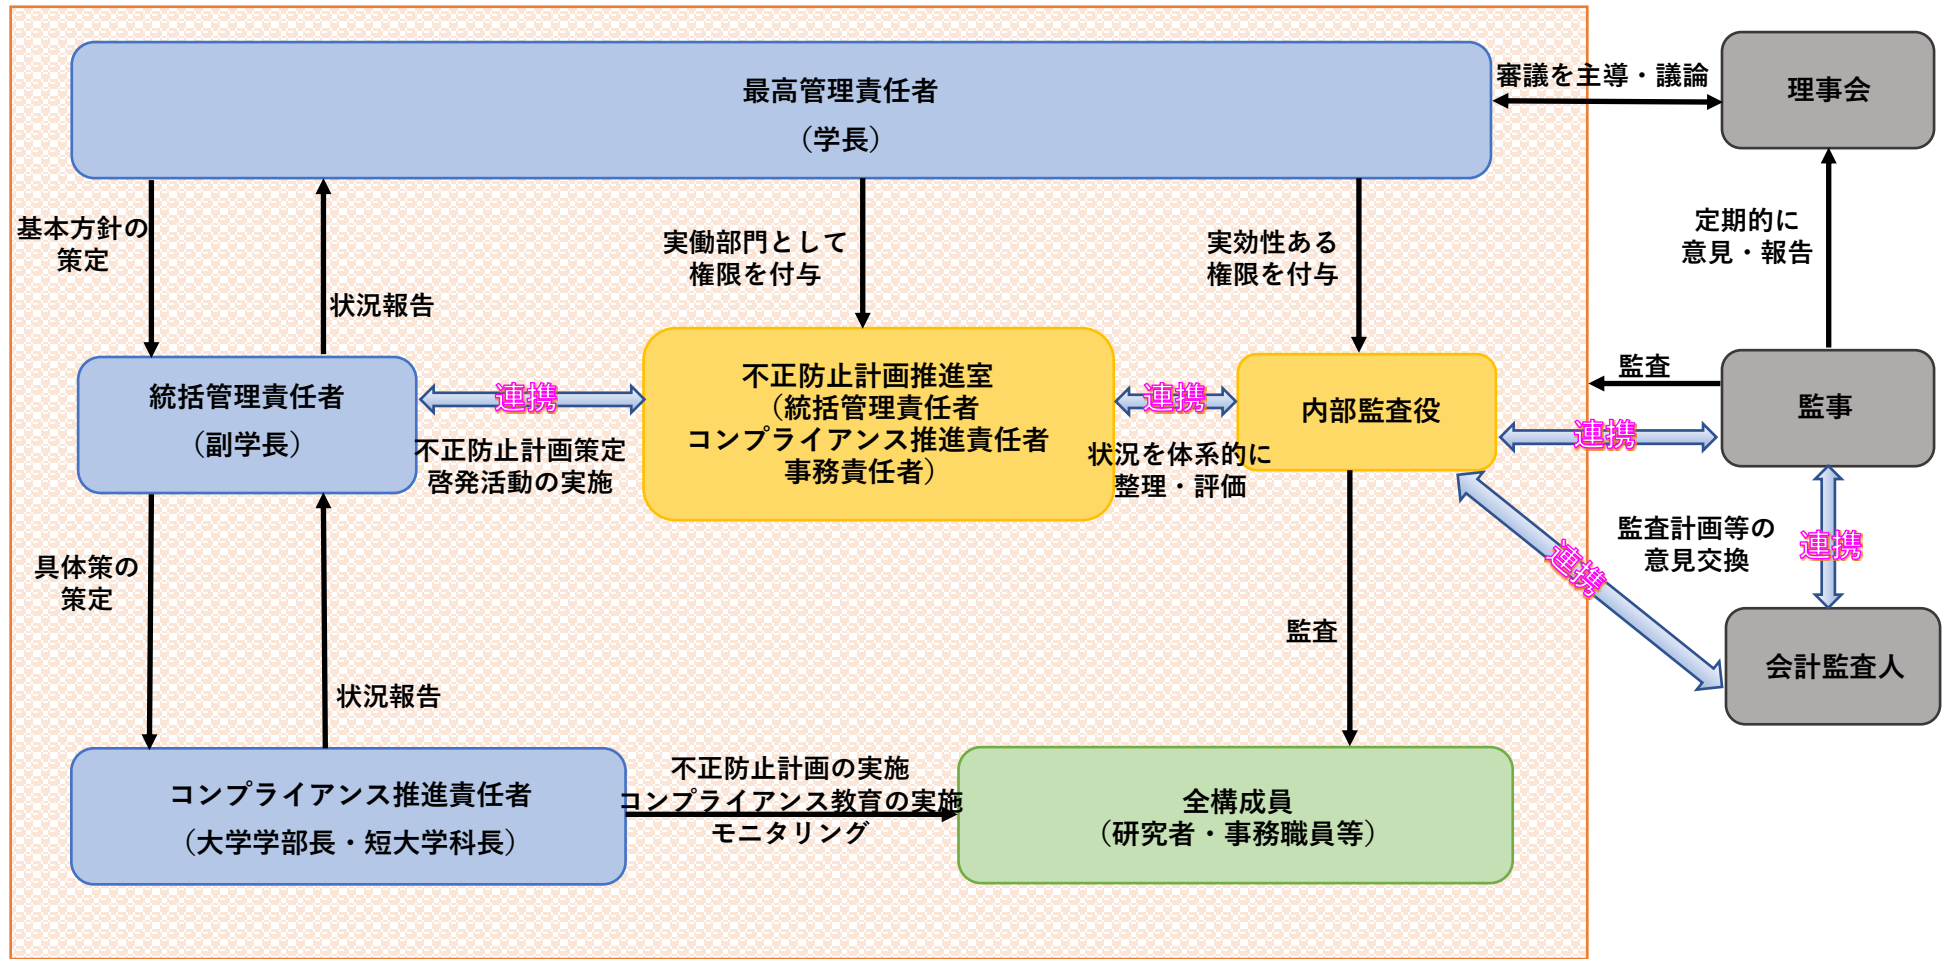 最高管理責任者
（学長）
審議を主導・議論
理事会
基本方針の
策定
状況報告
実働部門として
権限を付与
実効性ある
権限を付与
定期的に
意見・報告
統括管理責任者
（副学長）
連携
不正防止計画策定
啓発活動の実施
不正防止計画推進室
（統括管理責任者
コンプライアンス推進責任者
事務責任者）
連携
状況を体系的に
整理・評価
内部監査役
監査
監事
連携
監査計画等の
意見交換
連携
連携
会計監査人
具体策の
策定
状況報告
監査
コンプライアンス推進責任者
（大学学部長・短大学科長）
不正防止計画の実施
コンプライアンス教育の実施
モニタリング
全構成員
（研究者・事務職員等）